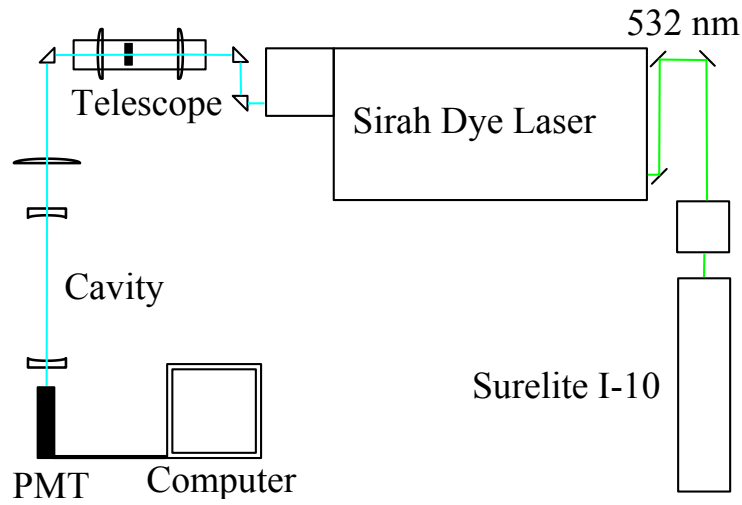 532 nm
Telescope
Sirah Dye Laser
Cavity
Surelite I-10
PMT
Computer